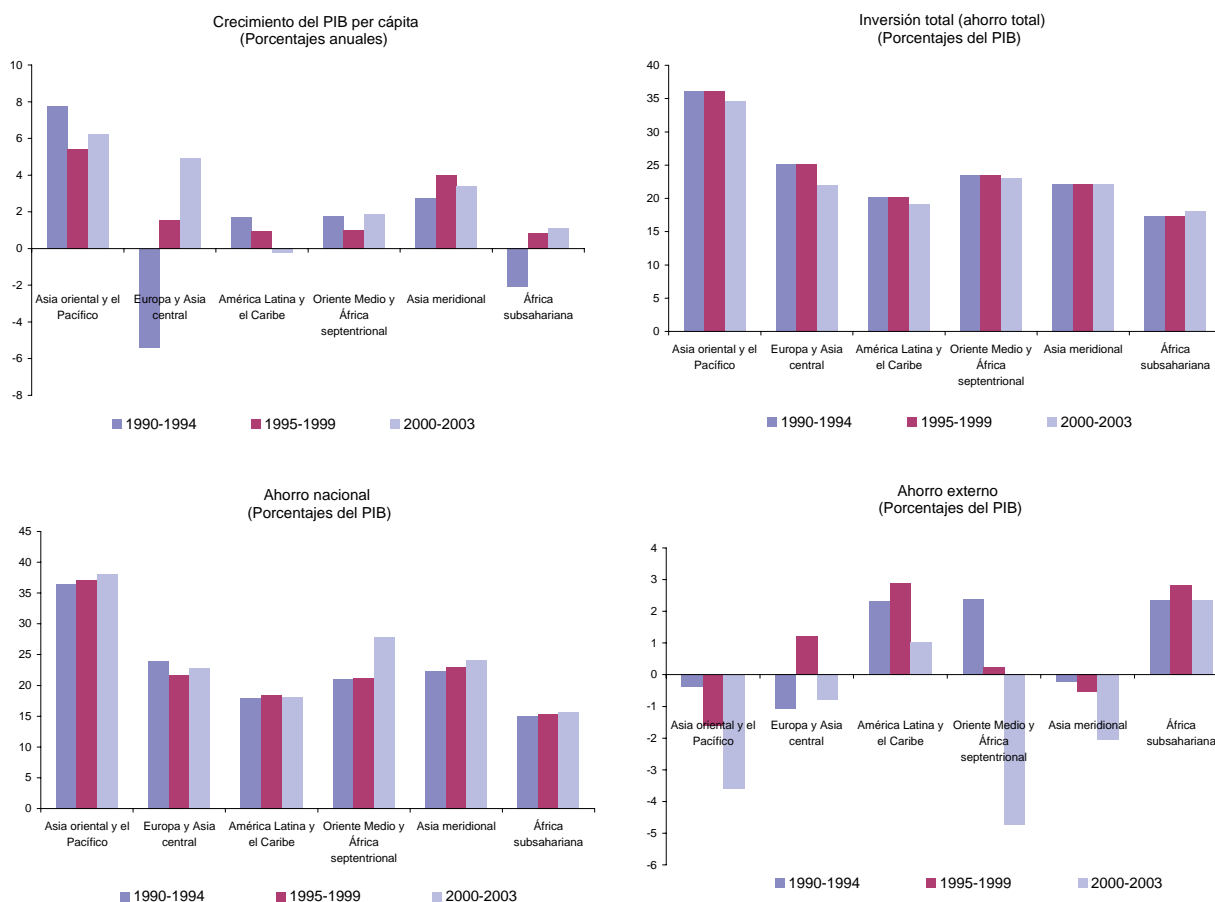 Crecimiento del PIB per cápita
(Porcentajes anuales)
10
8
6
4
2
0
-2
-4
-6
-8
Asia oriental y el Pacífico
Europa y Asia central
América Latina y el Caribe
Oriente Medio y África septentrional
Asia meridional
África subsahariana
1990-1994 1995-1999 2000-2003
Inversión total (ahorro total)
(Porcentajes del PIB)
40
35
30
25
20
15
10
5
0
Asia oriental y el Pacífico
Europa y Asia central
América Latina y el Caribe
Oriente Medio y África septentrional
Asia meridional
África subsahariana
1990-1994 1995-1999 2000-2003
Ahorro nacional
(Porcentajes del PIB)
45
40
35
30
25
20
15
10
5
0
Asia oriental y el Pacífico
Europa y Asia central
América Latina y el Caribe
Oriente Medio y África septentrional
Asia meridional
África subsahariana
1990-1994 1995-1999 2000-2003
Ahorro externo
(Porcentajes del PIB)
4
3
2
1
0
-1
-2
-3
-4
-5
-6
Asia oriental y el Pacífico
Europa y Asia central
América Latina y el Caribe
Oriente Medio y África septentrional
Asia meridional
África subsahariana
1990-1994 1995-1999 2000-2003